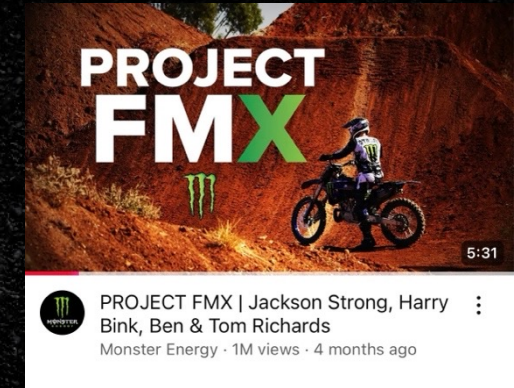 PROJECT
FMX
5:31
MONSTER
PROJECT FMX | Jackson Strong, Harry
Bink, Ben & Tom Richards
Monster Energy · 1M views · 4 months ago